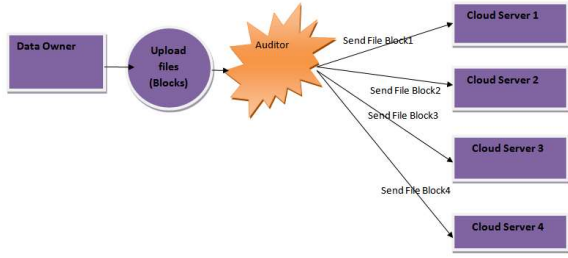 Data Owner
Upload
files
(Blocks)
Auditor
Send File Block1
Send File Block2
Send File Block3
Send File Block4
Cloud Server 1
Cloud Server 2
Cloud Server 3
Cloud Server 4